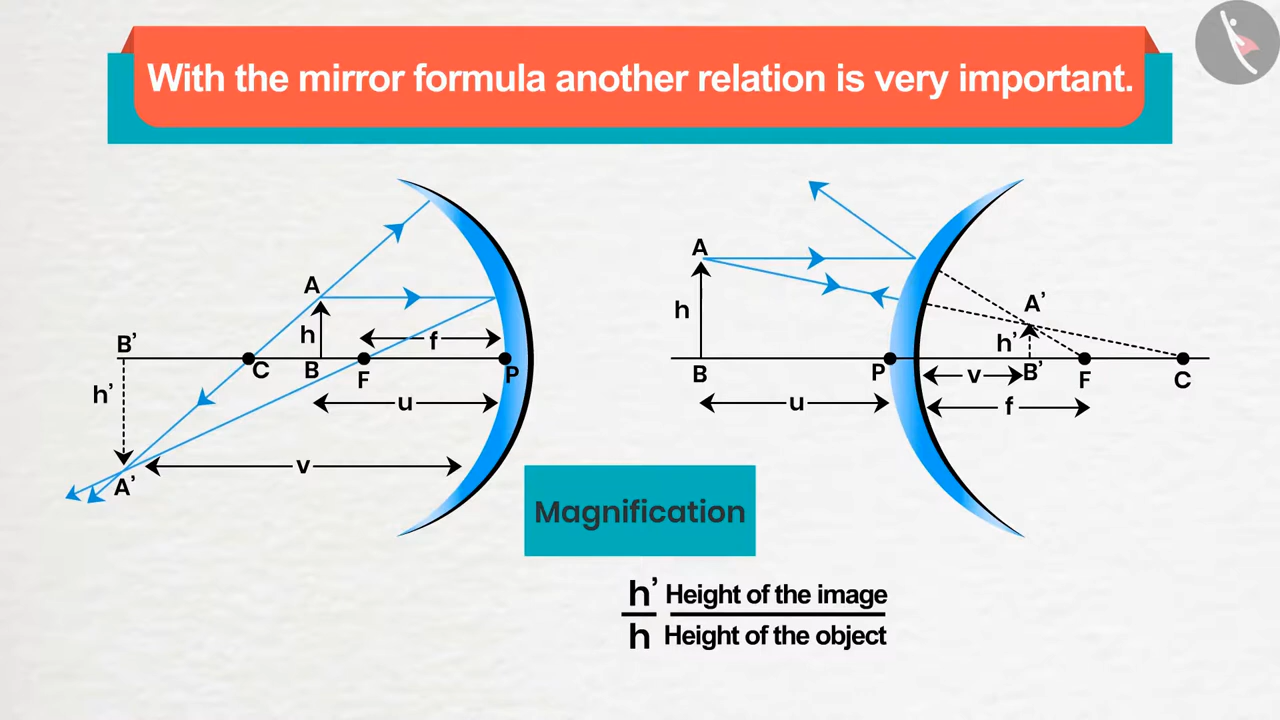 With the mirror formula another relation is very important.
A
h
f
B’
C
B
F
P
h’
u
v
A’
A
h
A’
h’
B
P
v
B’
F
C
u
f
Magnification
h’ Height of the image
h Height of the object